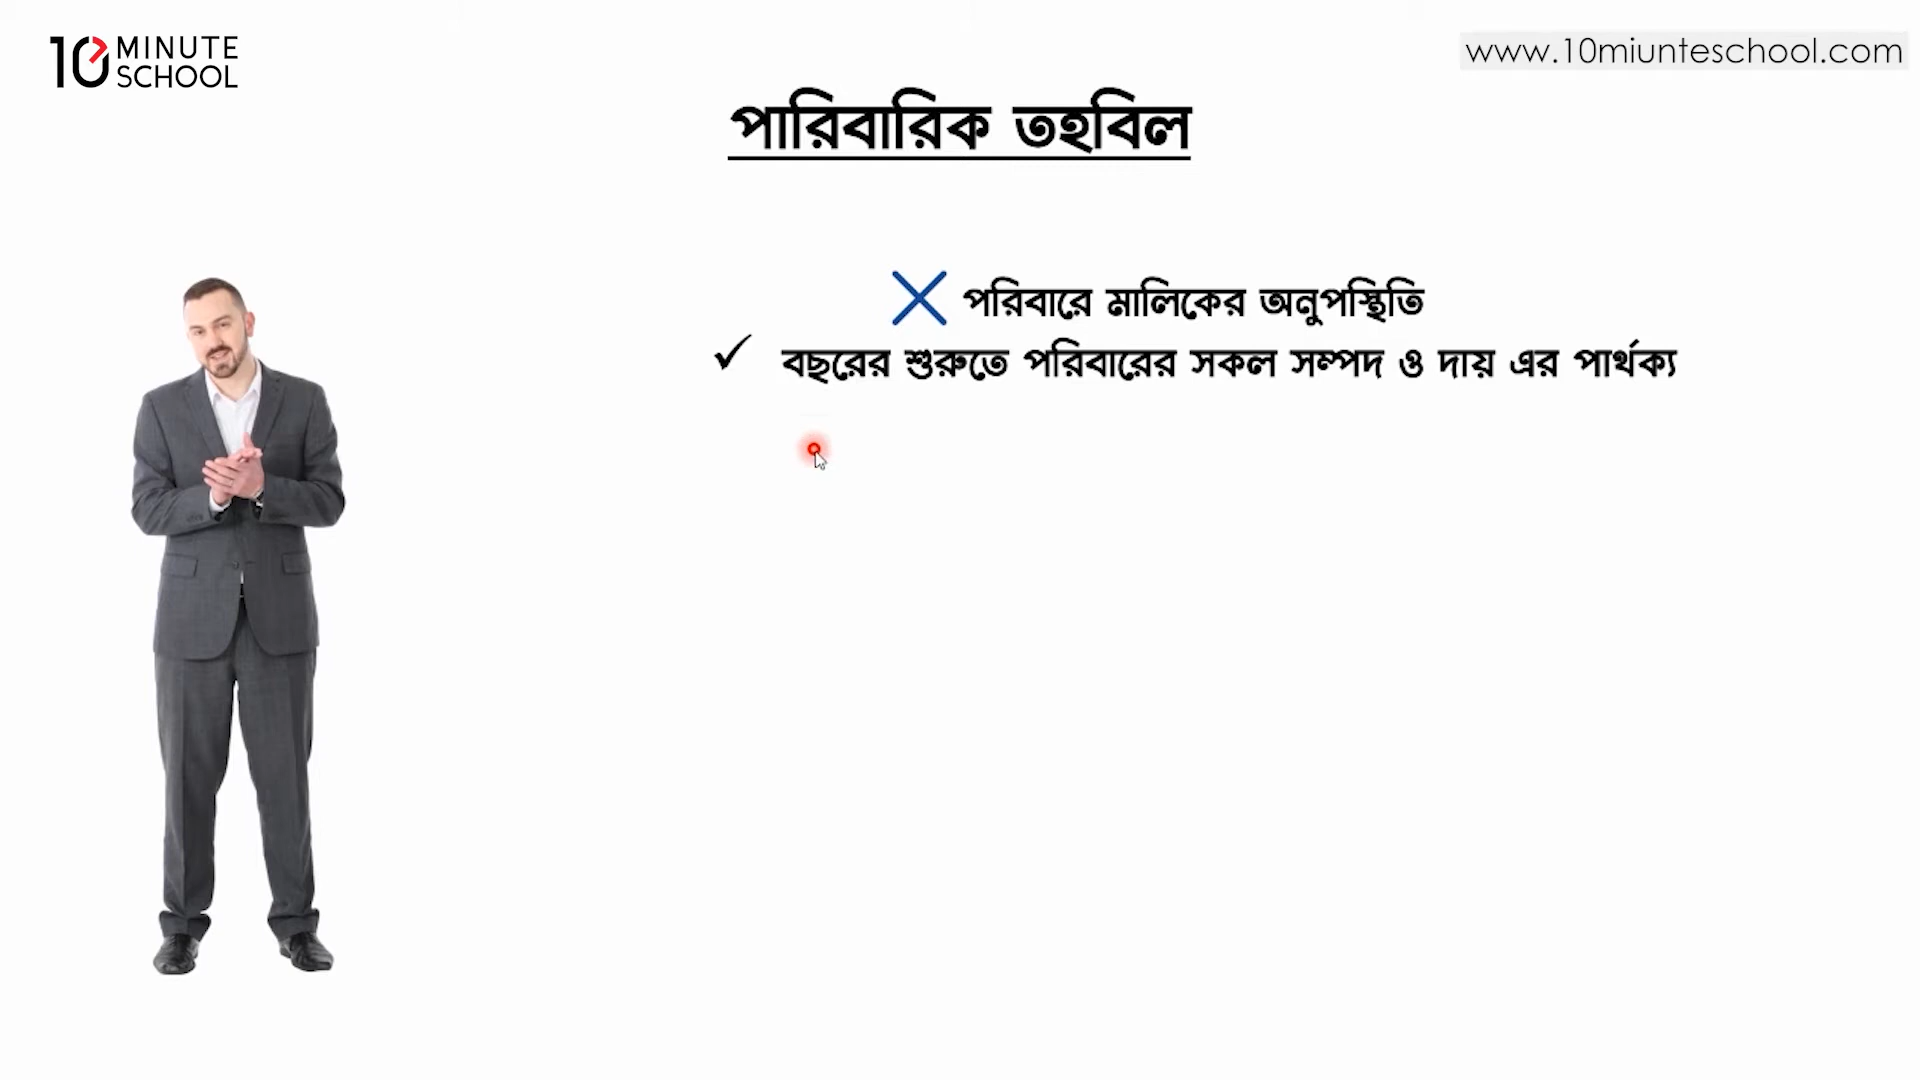 10 MINUTE SCHOOL
www.10miunteschool.com
পারিবারিক তহবিল
পরিবারে মালিকের অনুপস্থিতি
✓ বছরের শুরুতে পরিবারের সকল সম্পদ ও দায় এর পার্থক্য